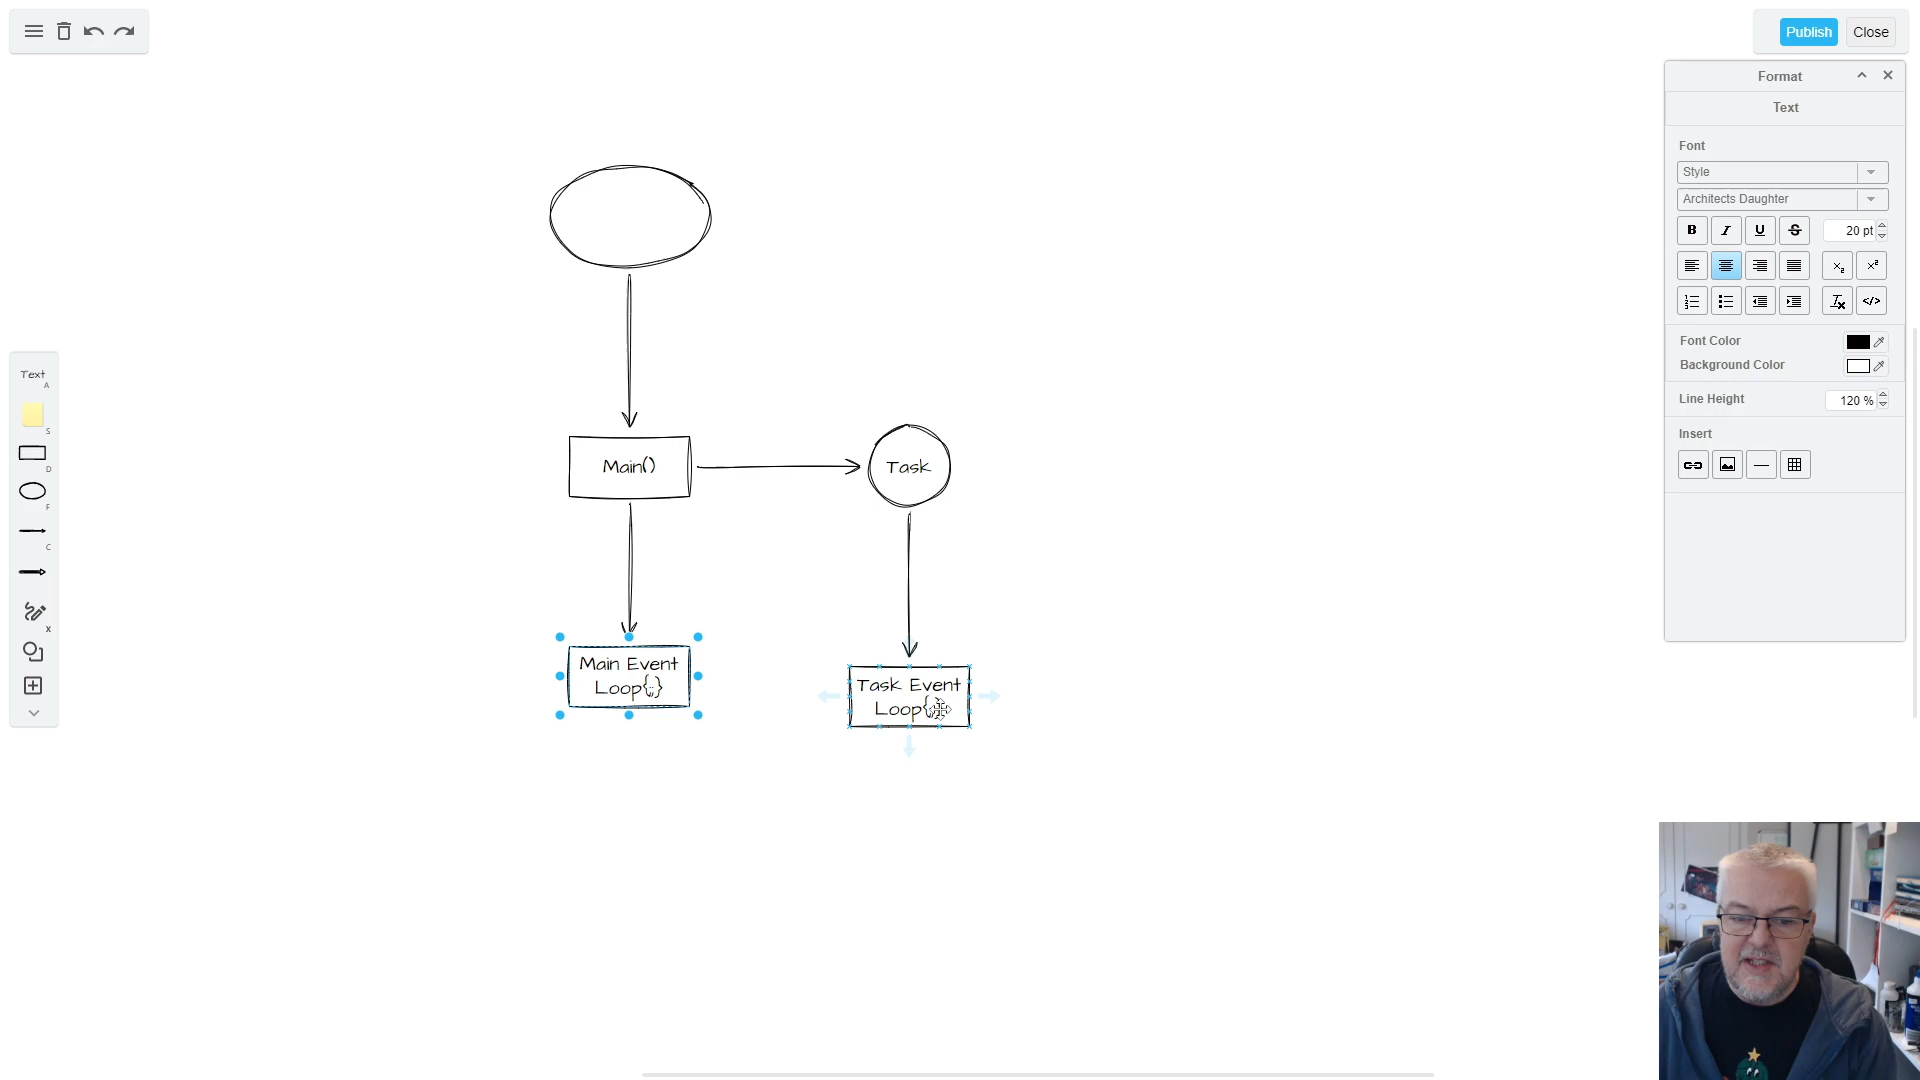 Publish
Close
Format
Text
Font
Style
Architects Daughter
B I U S
20 pt
Font Color
Background Color
Line Height
120 %
Insert
Text
A
S
D
F
C
X
Main()
Task
Main Event
Loop{;}
Task Event
Loop{;}